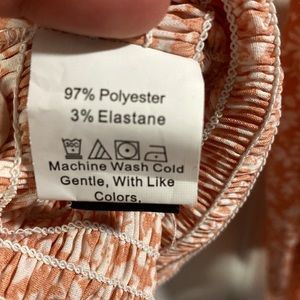 97% Polyester
3% Elastane
Machine Wash Cold
Gentle, With Like
Colors,